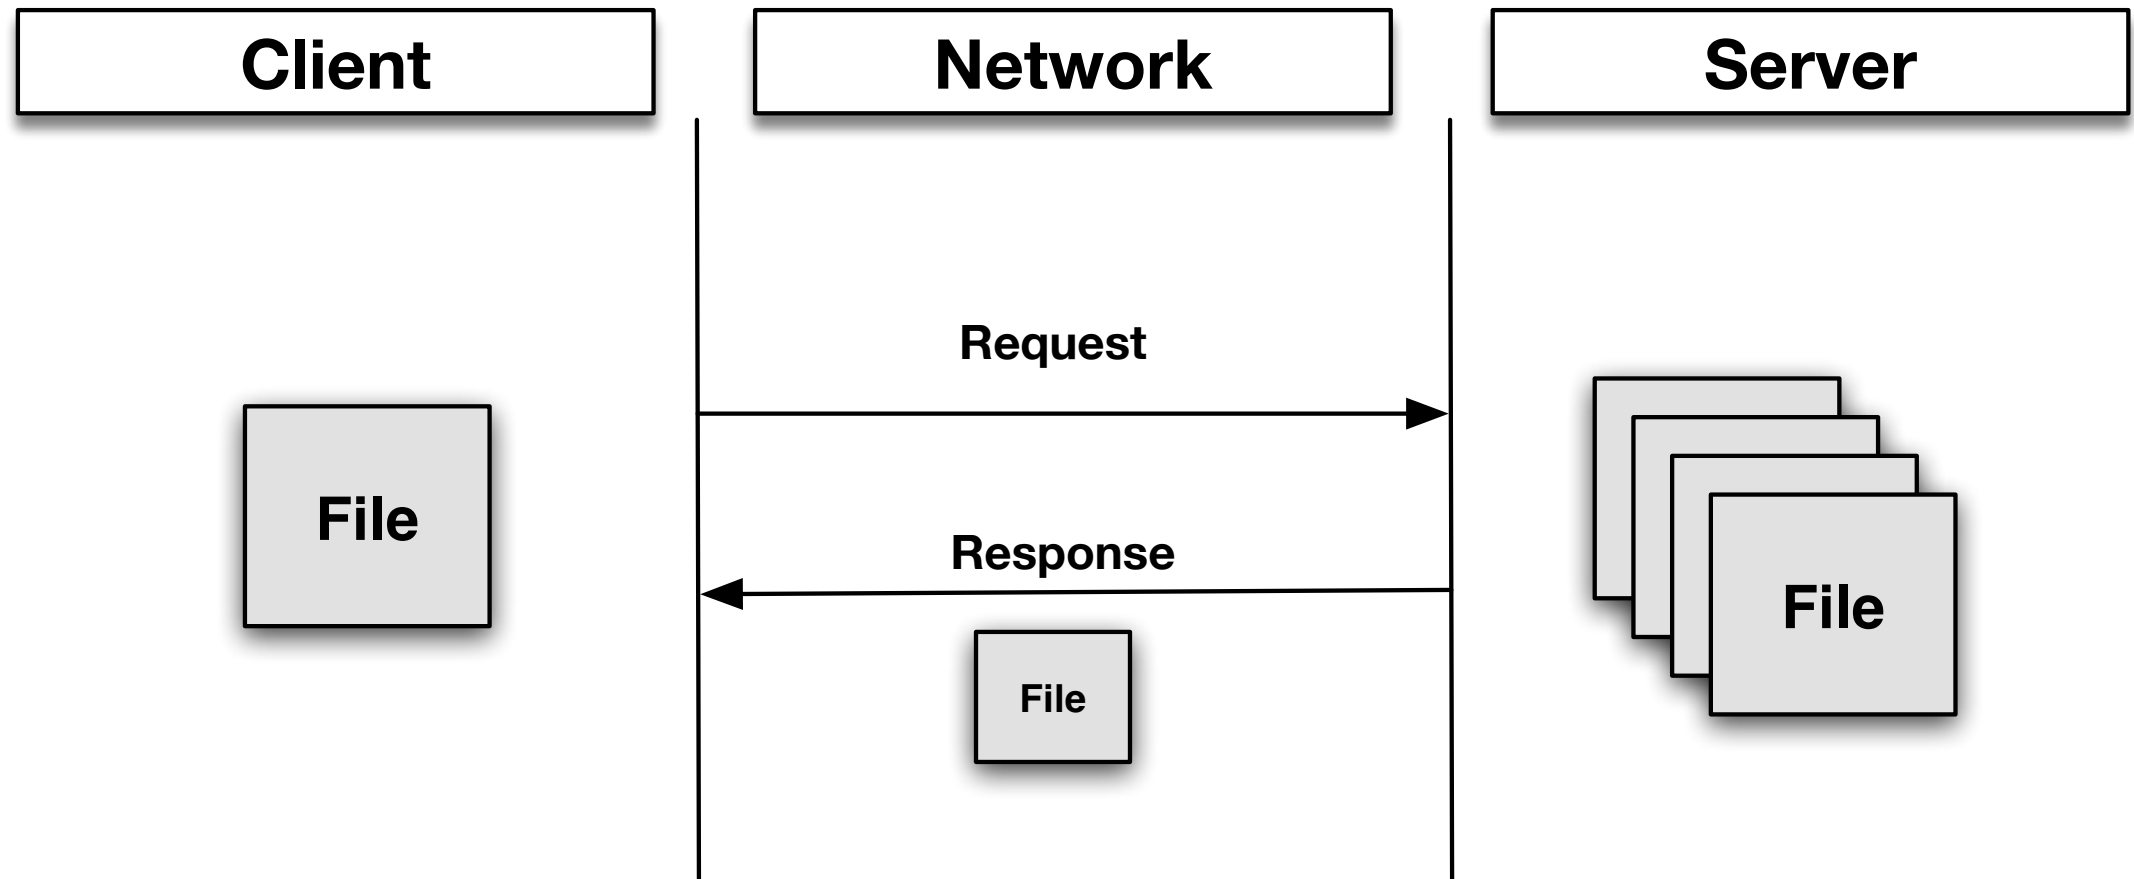 Client
Network
Server
Request
File
Response
File
File